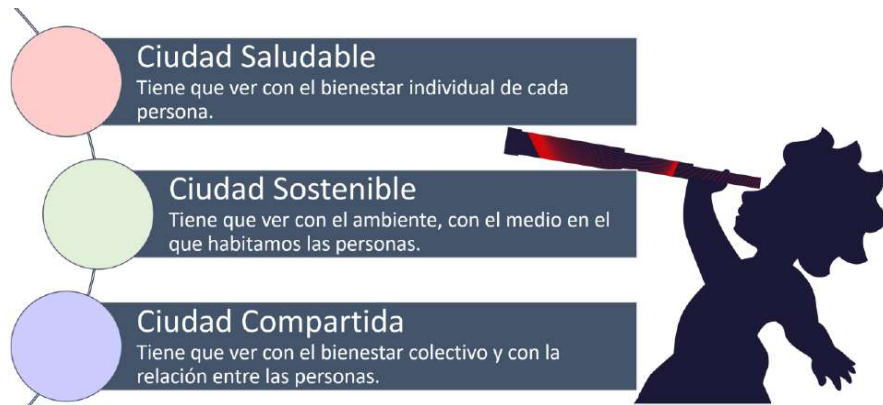 Ciudad Saludable
Tiene que ver con el bienestar individual de cada
persona.
Ciudad Sostenible
Tiene que ver con el ambiente, con el medio en el
que habitamos las personas.
Ciudad Compartida
Tiene que ver con el bienestar colectivo y con la
relación entre las personas.